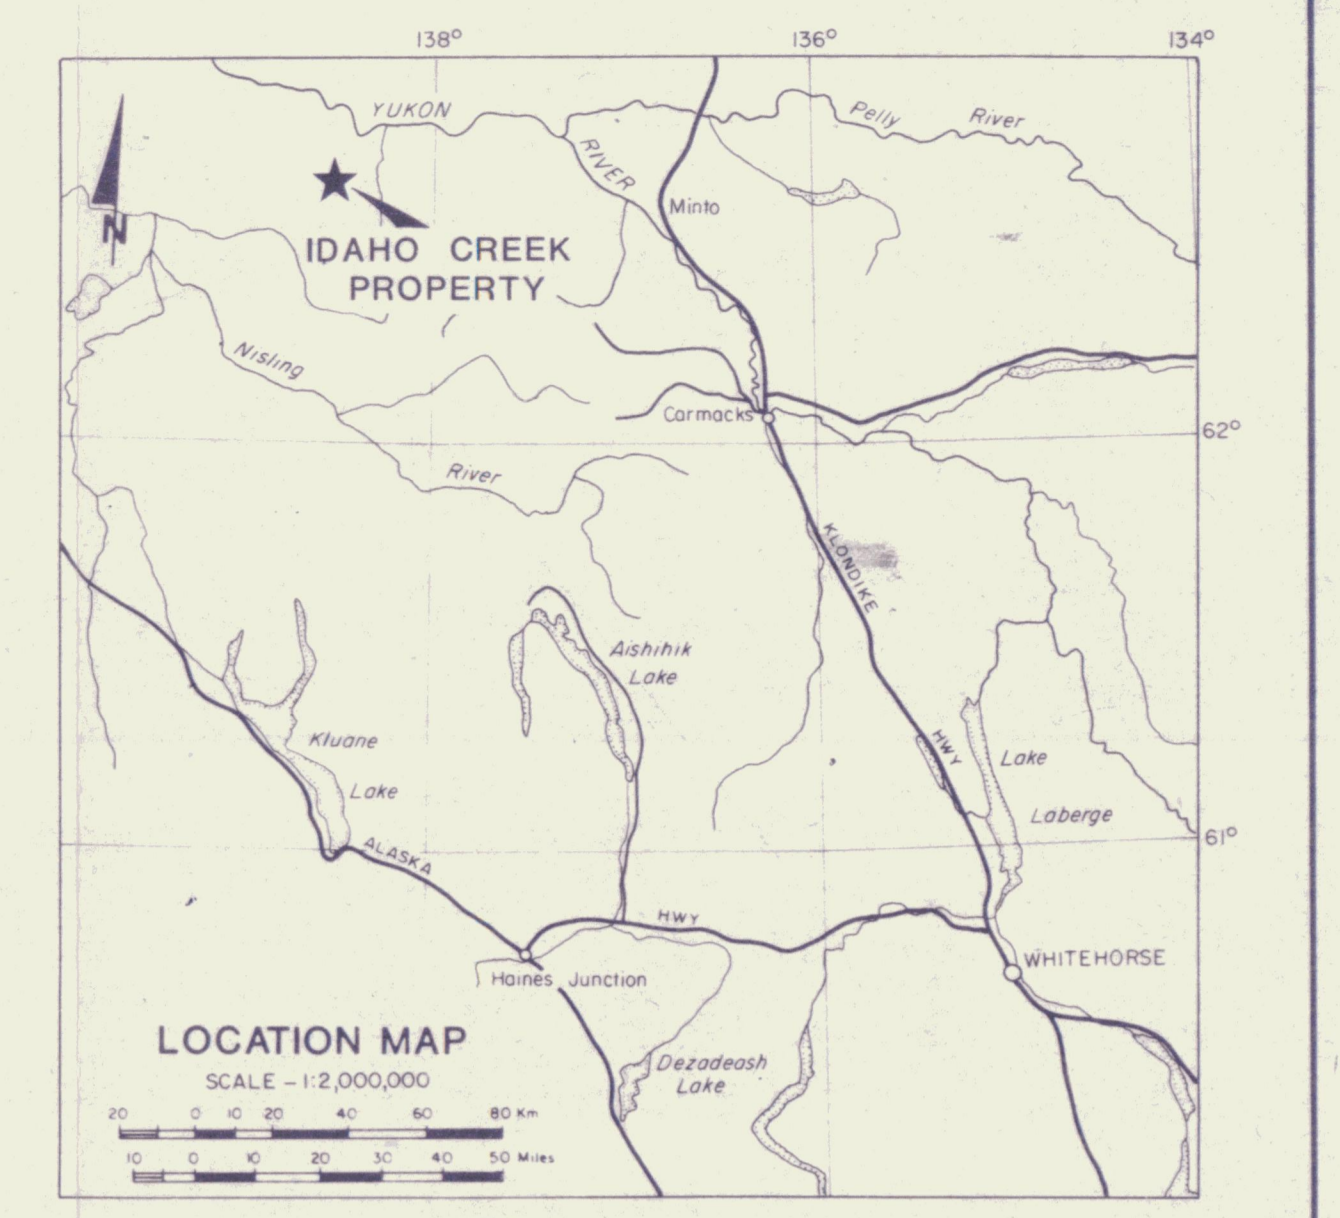 138° 136° 134°
YUKON
Pelly River
RIVER
Minto
N
IDAHO CREEK
PROPERTY
Nisling
Carmacks
62°
River
KLONDIKE
Aishihik
Lake
Kluane
Lake
HWY
Lake
Laberge
61°
ALASKA
HWY
WHITEHORSE
Haines Junction
LOCATION MAP
SCALE – 1:2,000,000
Dezadeash
Lake
20 0 10 20 40 60 80 Km
10 0 10 20 30 40 50 Miles